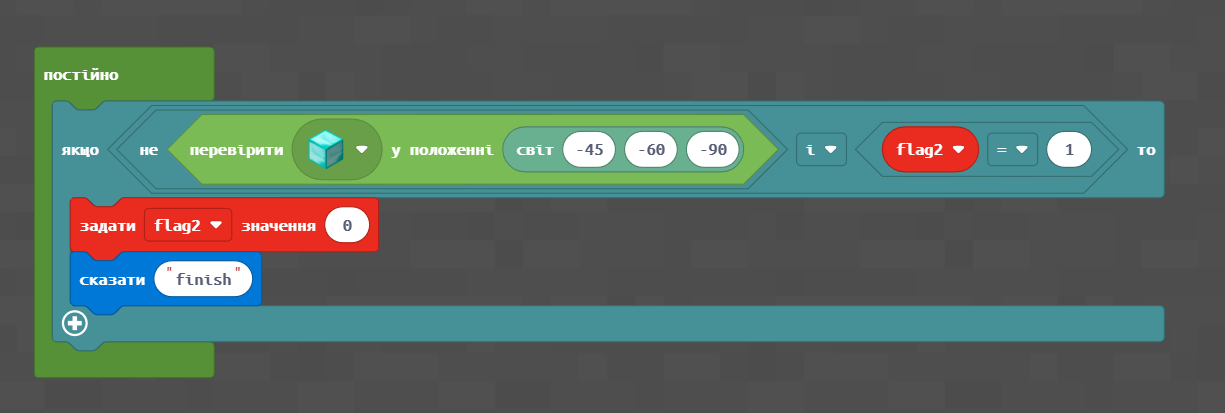 постійно
якщо не перевірити у положенні світ -45 -60 -90 і flag2 = 1 то
задати flag2 значення 0
сказати "finish"